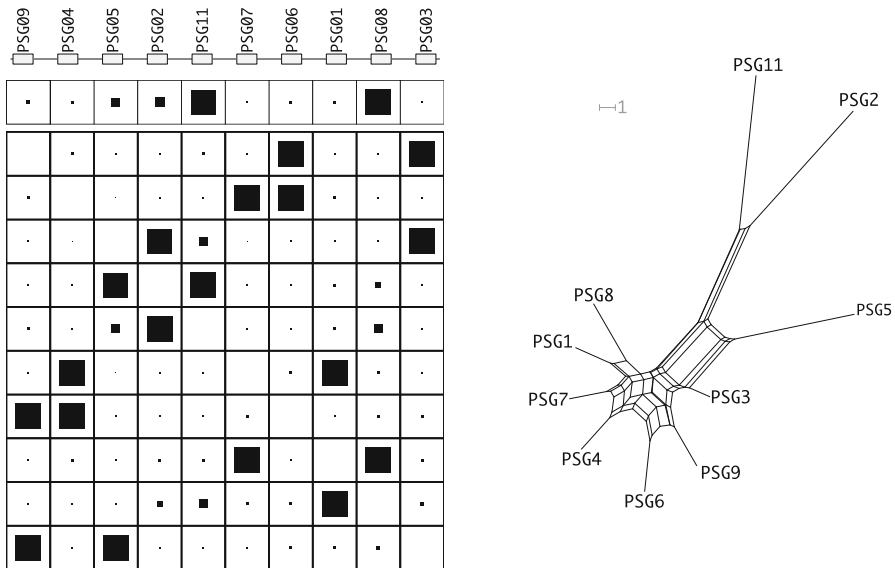 PSG09
PSG04
PSG05
PSG02
PSG11
PSG07
PSG06
PSG01
PSG08
PSG03
PSG11
PSG2
1
PSG8
PSG5
PSG1
PSG7
PSG3
PSG4
PSG9
PSG6